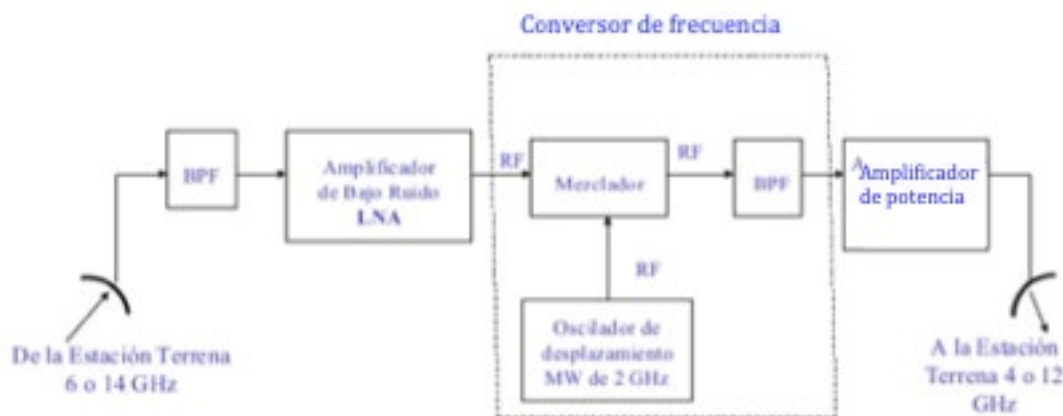 Conversor de frecuencia
BPF
Amplificador
de Bajo Ruido
LNA
RF
Mezclador
RF
BPF
A
Amplificador
de potencia
RF
Oscilador de
desplazamiento
MW de 2 GHz
De la Estación Terrena
6 o 14 GHz
A la Estación
Terrena 4 o 12
GHz